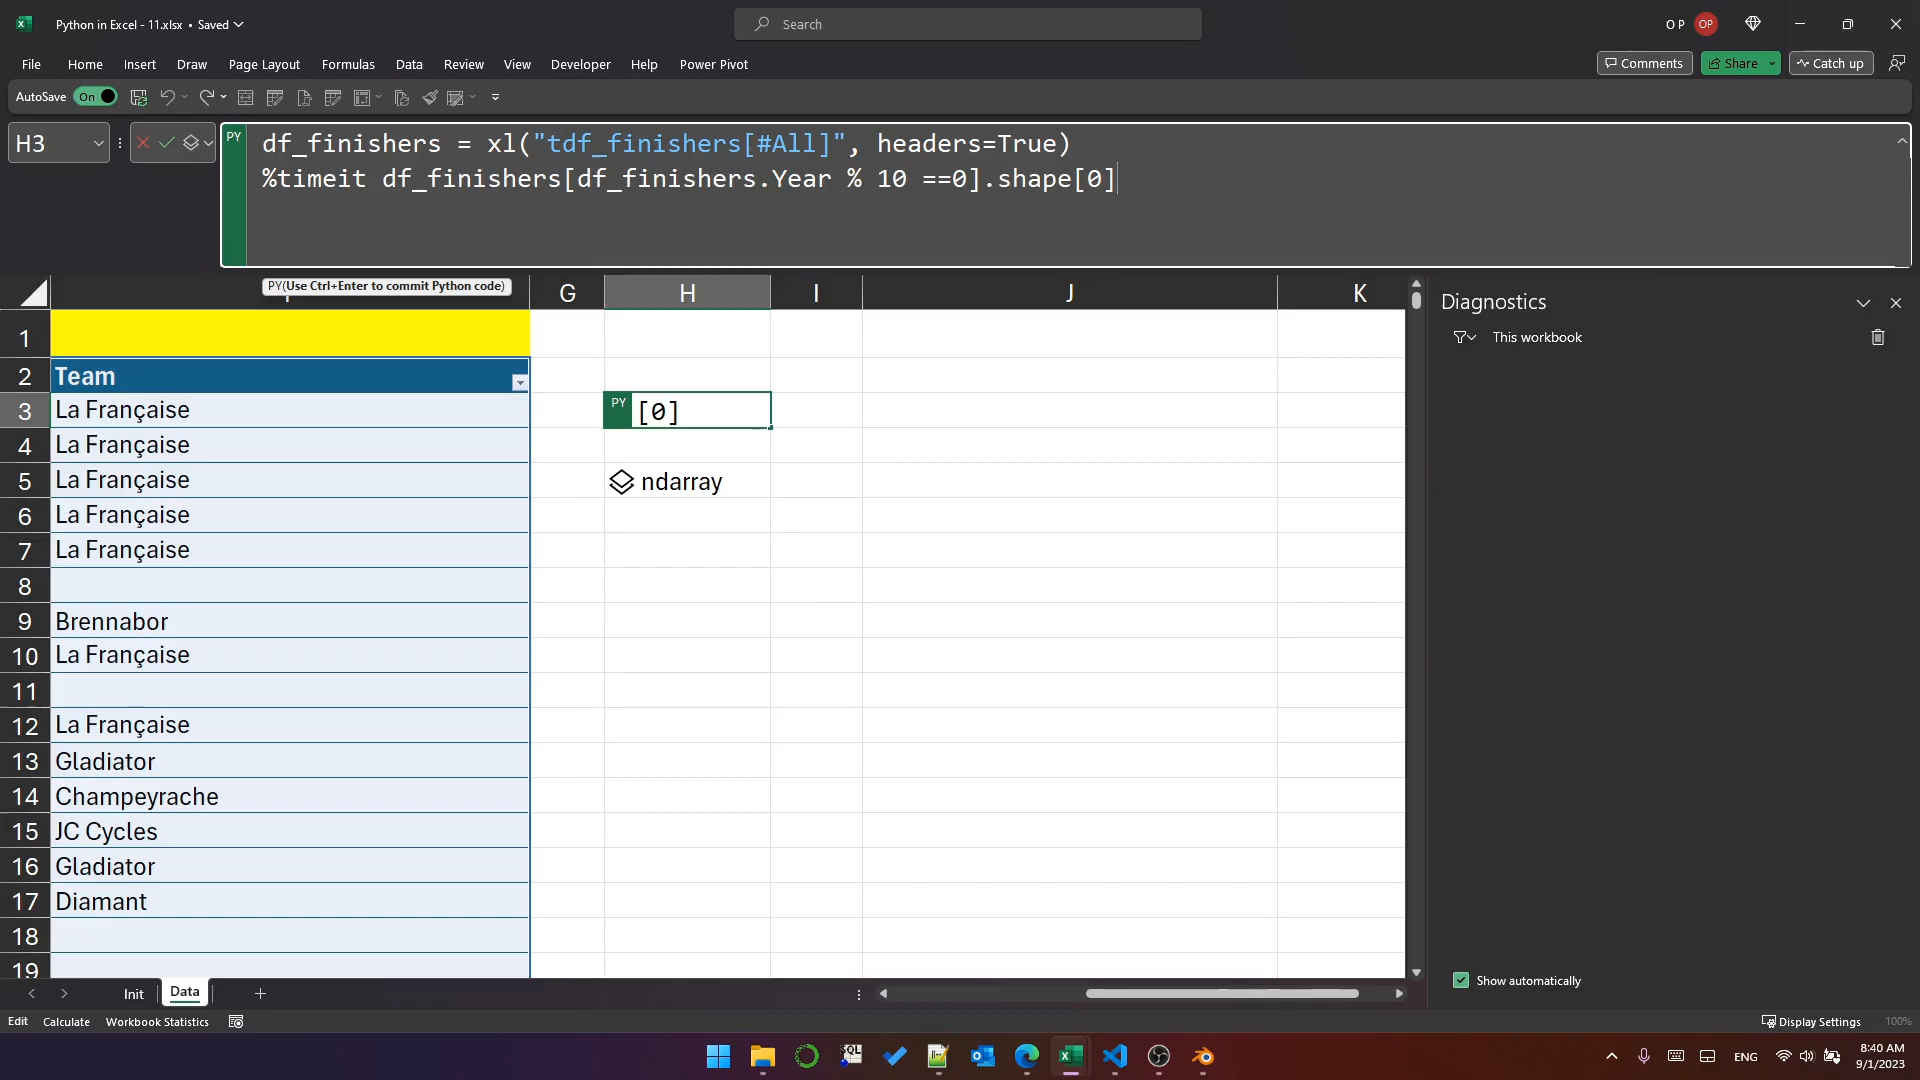 Python in Excel - 11.xlsx • Saved
Search
O P
OP
File
Home
Insert
Draw
Page Layout
Formulas
Data
Review
View
Developer
Help
Power Pivot
Comments
Share
Catch up
AutoSave
On
H3
PY
df_finishers = xl("tdf_finishers[#All]", headers=True)
%timeit df_finishers[df_finishers.Year % 10 ==0].shape[0]
PY(Use Ctrl+Enter to commit Python code)
G
H
I
J
K
Diagnostics
This workbook
1
2
Team
3
La Française
PY
[0]
4
La Française
5
La Française
ndarray
6
La Française
7
La Française
8
9
Brennabor
10
La Française
11
12
La Française
13
Gladiator
14
Champeyrache
15
JC Cycles
16
Gladiator
17
Diamant
18
19
Show automatically
Init
Data
Edit
Calculate
Workbook Statistics
Display Settings
100%
SQL
ENG
8:40 AM
9/1/2023